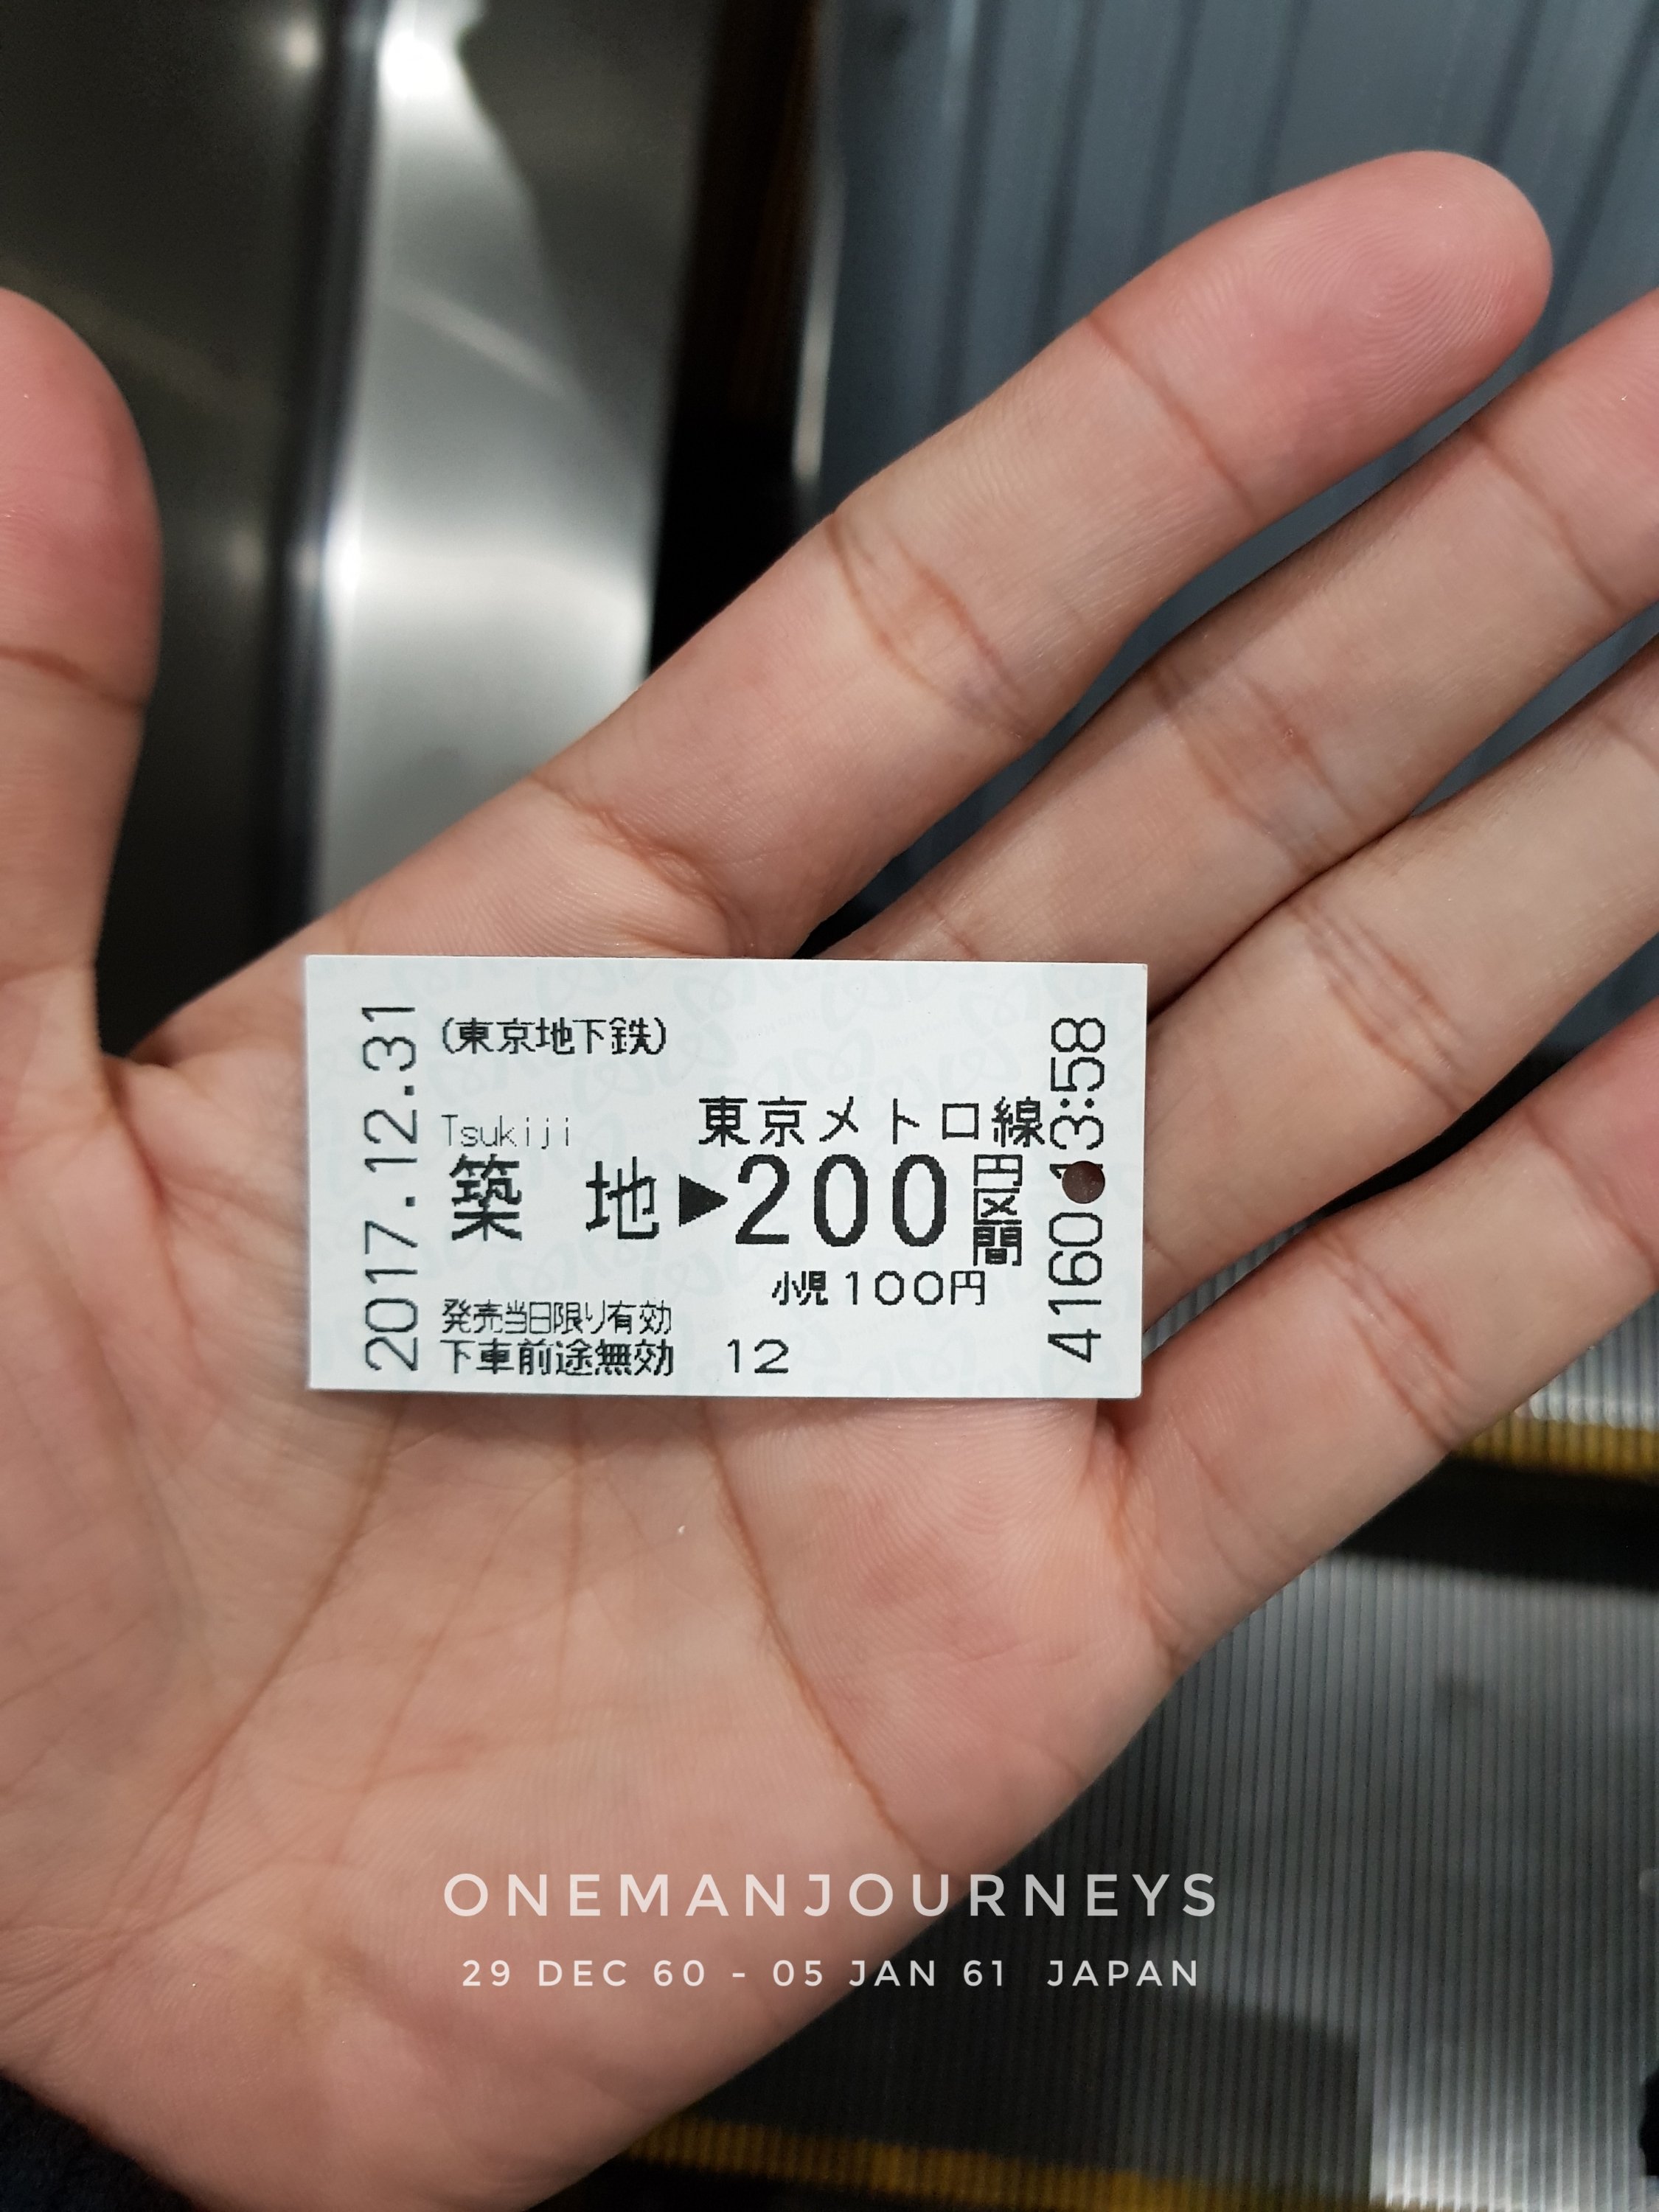 2017.12.31
(東京地下鉄)
Tsukiji
東京メトロ線
築地▶200円区間
小児100円
発売当日限り有効
下車前途無効 12
4160 13:58
ONEMANJOURNEYS
29 DEC 60 - 05 JAN 61 JAPAN